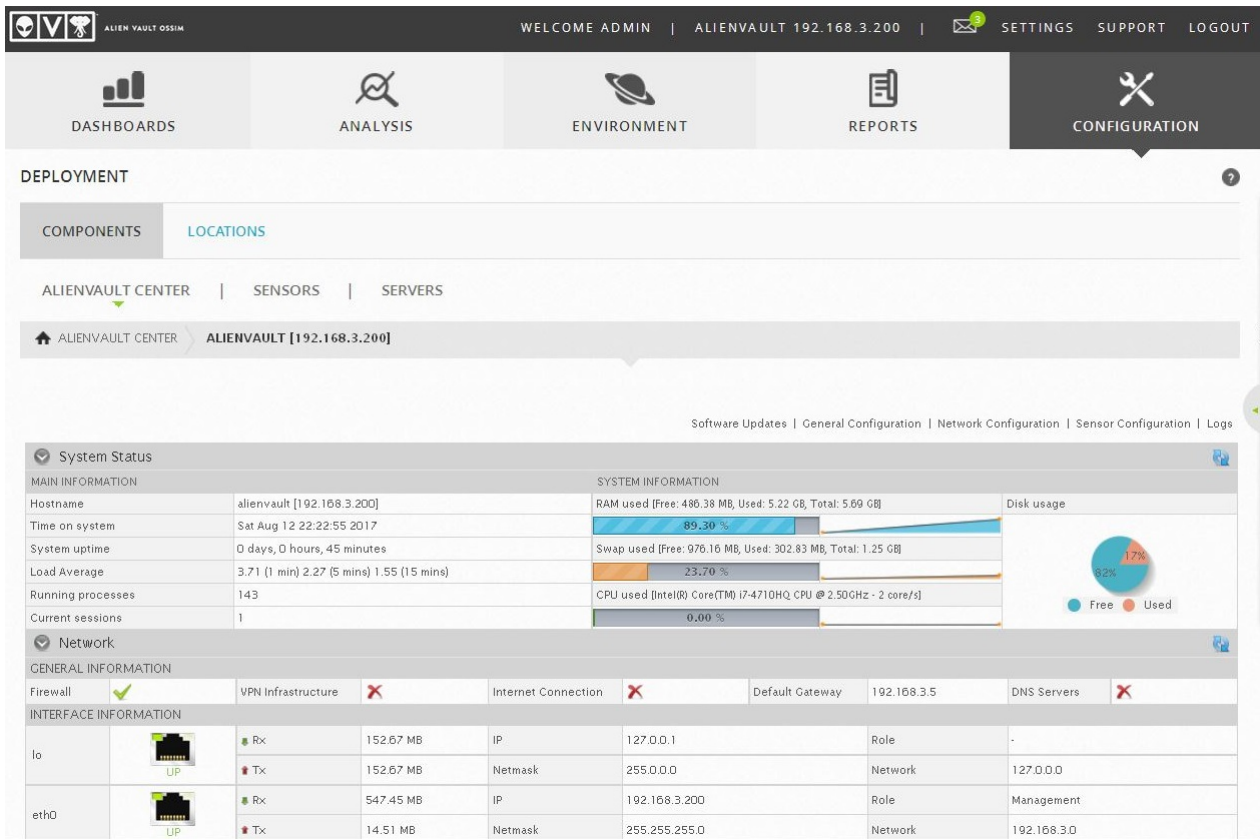 ALIEN VAULT OSSIM WELCOME ADMIN | ALIENVAULT 192.168.3.200 | 3 SETTINGS SUPPORT LOGOUT
DASHBOARDS ANALYSIS ENVIRONMENT REPORTS CONFIGURATION
DEPLOYMENT ?
COMPONENTS LOCATIONS
ALIENVAULT CENTER | SENSORS | SERVERS
ALIENVAULT CENTER ALIENVAULT [192.168.3.200]
Software Updates | General Configuration | Network Configuration | Sensor Configuration | Logs
System Status
MAIN INFORMATION SYSTEM INFORMATION
Hostname alienvault [192.168.3.200] RAM used [Free: 486.38 MB, Used: 5.22 GB, Total: 5.69 GB] Disk usage
Time on system Sat Aug 12 22:22:55 2017 89.30 %
System uptime 0 days, 0 hours, 45 minutes Swap used [Free: 976.16 MB, Used: 302.83 MB, Total: 1.25 GB] 17%
Load Average 3.71 (1 min) 2.27 (5 mins) 1.55 (15 mins) 23.70 % 82%
Running processes 143 CPU used [Intel(R) Core(TM) i7-4710HQ CPU @ 2.50GHz - 2 core/s] Free Used
Current sessions 1 0.00 %
Network
GENERAL INFORMATION
Firewall VPN Infrastructure Internet Connection Default Gateway 192.168.3.5 DNS Servers
INTERFACE INFORMATION
lo UP Rx 152.67 MB IP 127.0.0.1 Role -
Tx 152.67 MB Netmask 255.0.0.0 Network 127.0.0.0
eth0 UP Rx 547.45 MB IP 192.168.3.200 Role Management
Tx 14.51 MB Netmask 255.255.255.0 Network 192.168.3.0